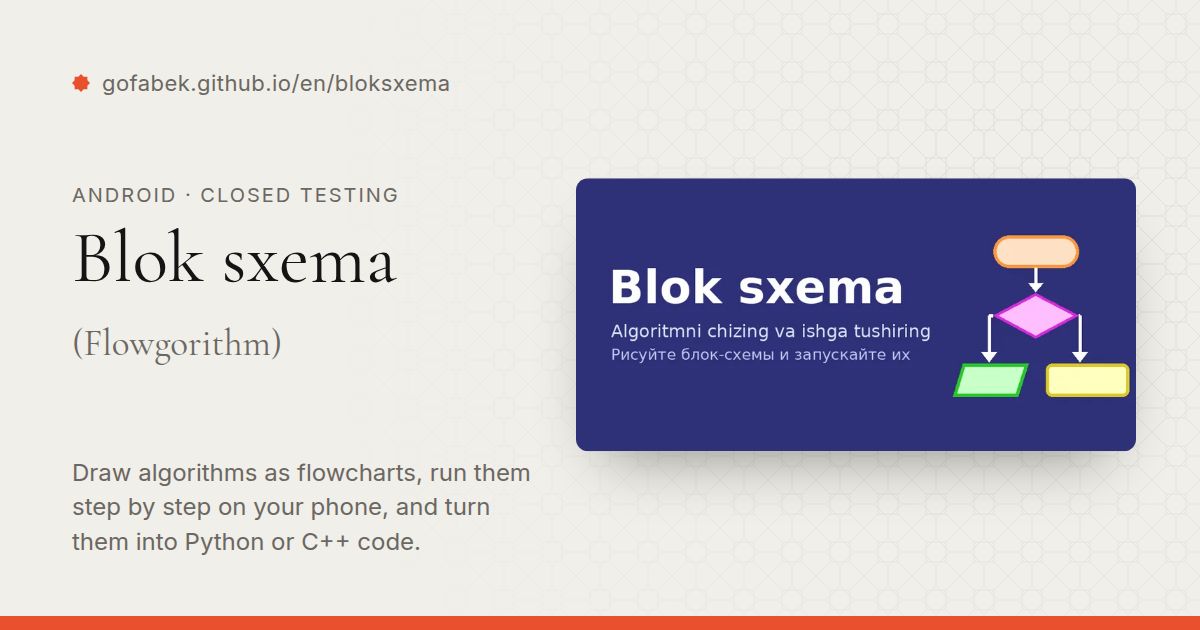 gofabek.github.io/en/bloksxema
ANDROID · CLOSED TESTING
Blok sxema
(Flowgorithm)
Draw algorithms as flowcharts, run them
step by step on your phone, and turn
them into Python or C++ code.
Blok sxema
Algoritmni chizing va ishga tushiring
Рисуйте блок-схемы и запускайте их